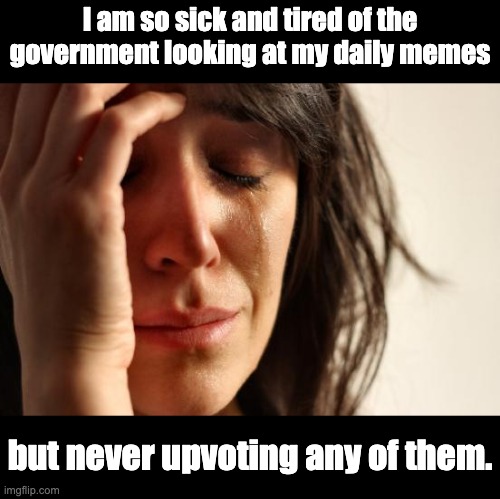 I am so sick and tired of the
government looking at my daily memes
but never upvoting any of them.
imgflip.com